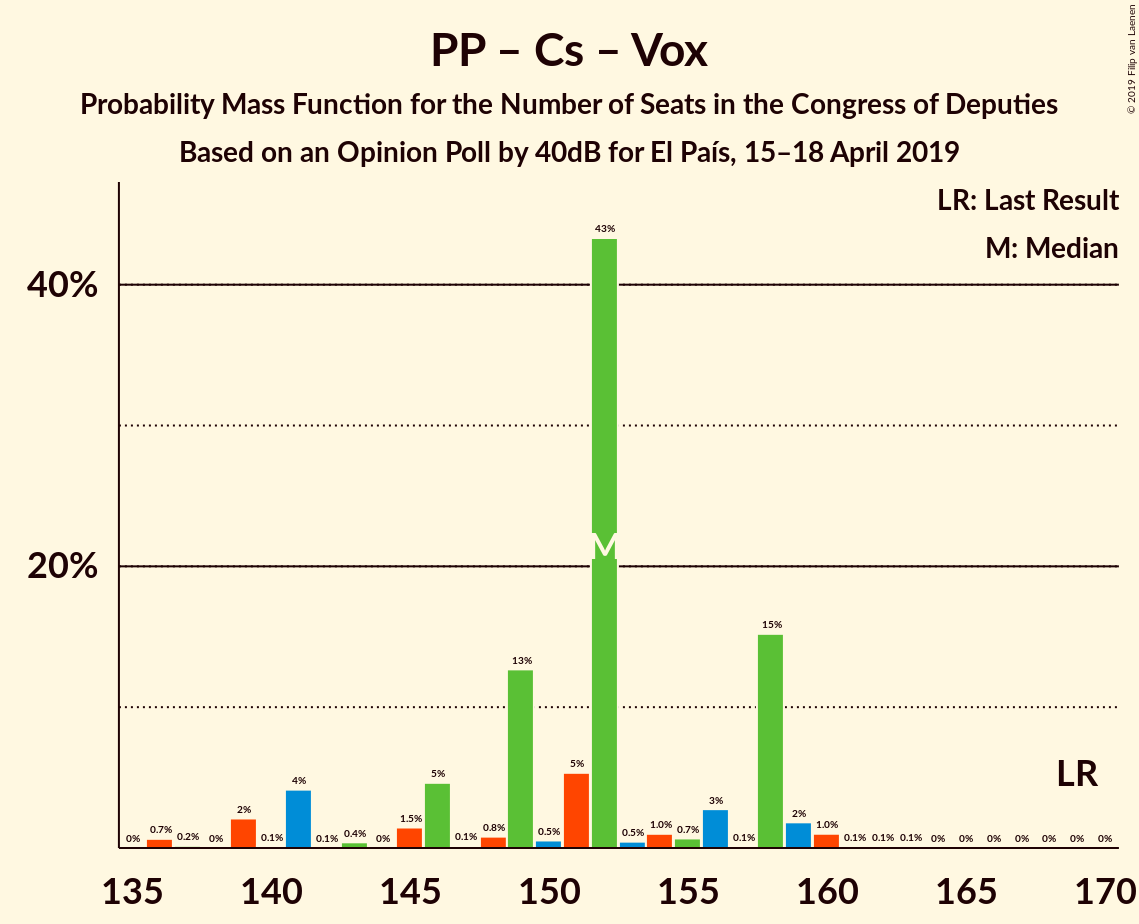 PP – Cs – Vox
Probability Mass Function for the Number of Seats in the Congress of Deputies
Based on an Opinion Poll by 40dB for El País, 15–18 April 2019
© 2019 Filip van Laenen
LR: Last Result
M: Median
40%
20%
0% 0.7% 0.2% 0% 2% 0.1% 4% 0.1% 0.4% 0% 1.5% 5% 0.1% 0.8% 13% 0.5% 5% 43% 0.5% 1.0% 0.7% 3% 0.1% 15% 2% 1.0% 0.1% 0.1% 0.1% 0% 0% 0% 0% 0% 0% 0%
M
LR
135 140 145 150 155 160 165 170